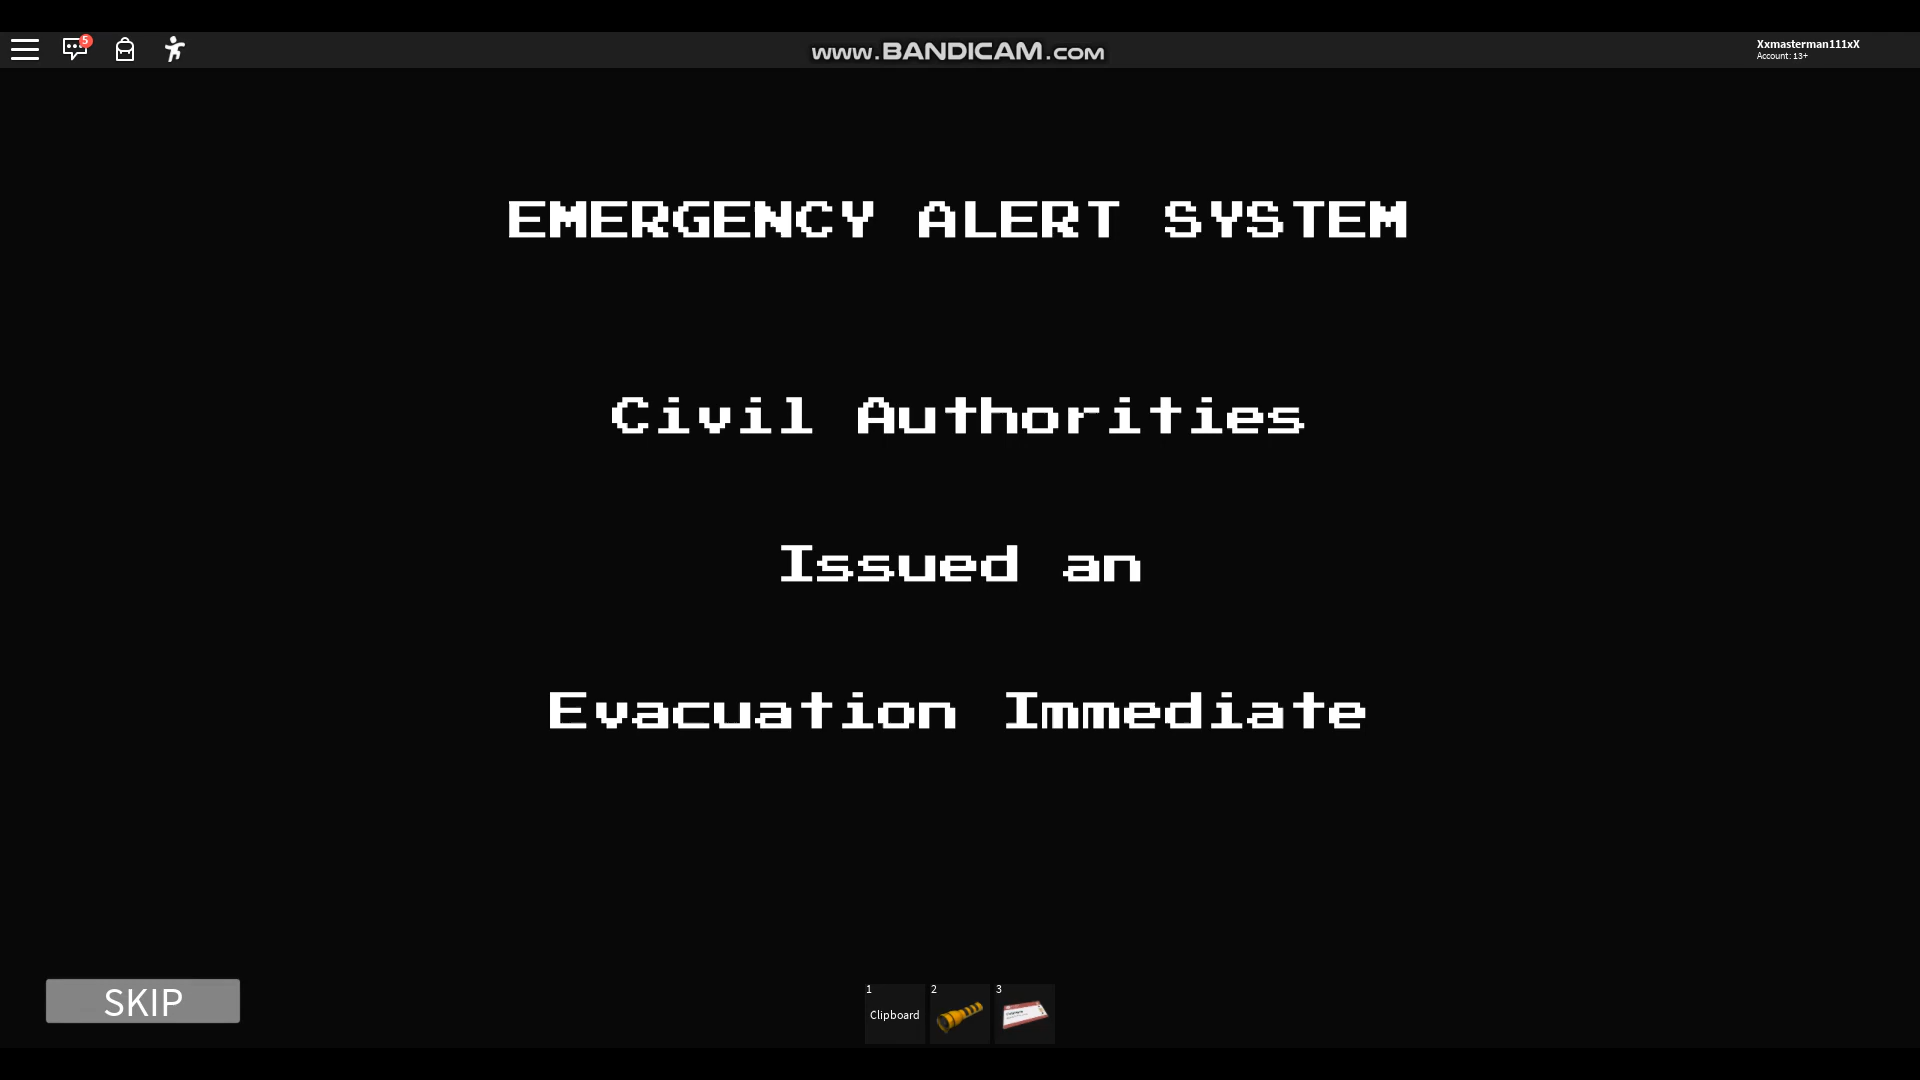 5
www.BANDICAM.com
Xxmasterman111xX
Account: 13+
EMERGENCY ALERT SYSTEM
Civil Authorities
Issued an
Evacuation Immediate
SKIP
1
Clipboard
2
3